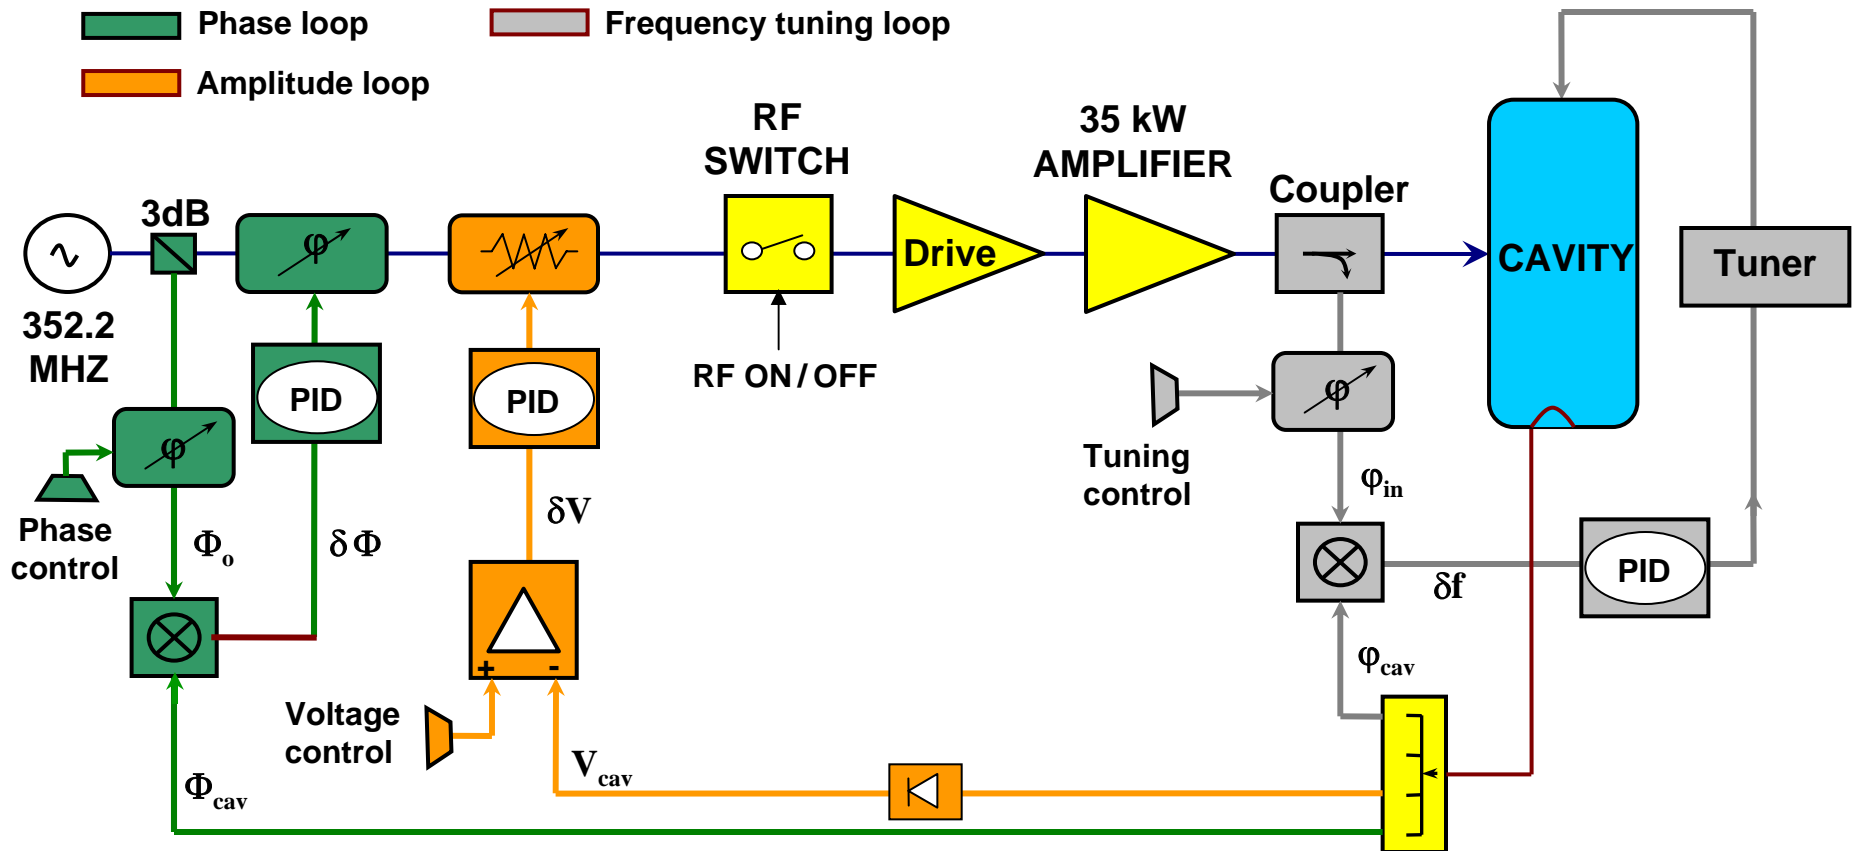 Phase loop
Frequency tuning loop
Amplitude loop
RF
SWITCH
35 kW
AMPLIFIER
Coupler
3dB
φ
Drive
CAVITY
Tuner
352.2
MHZ
PID
PID
RF ON / OFF
φ
φ
Tuning
control
φin
Phase
control
Φo
δ Φ
δV
PID
δf
+ -
φcav
Voltage
control
Vcav
Φcav